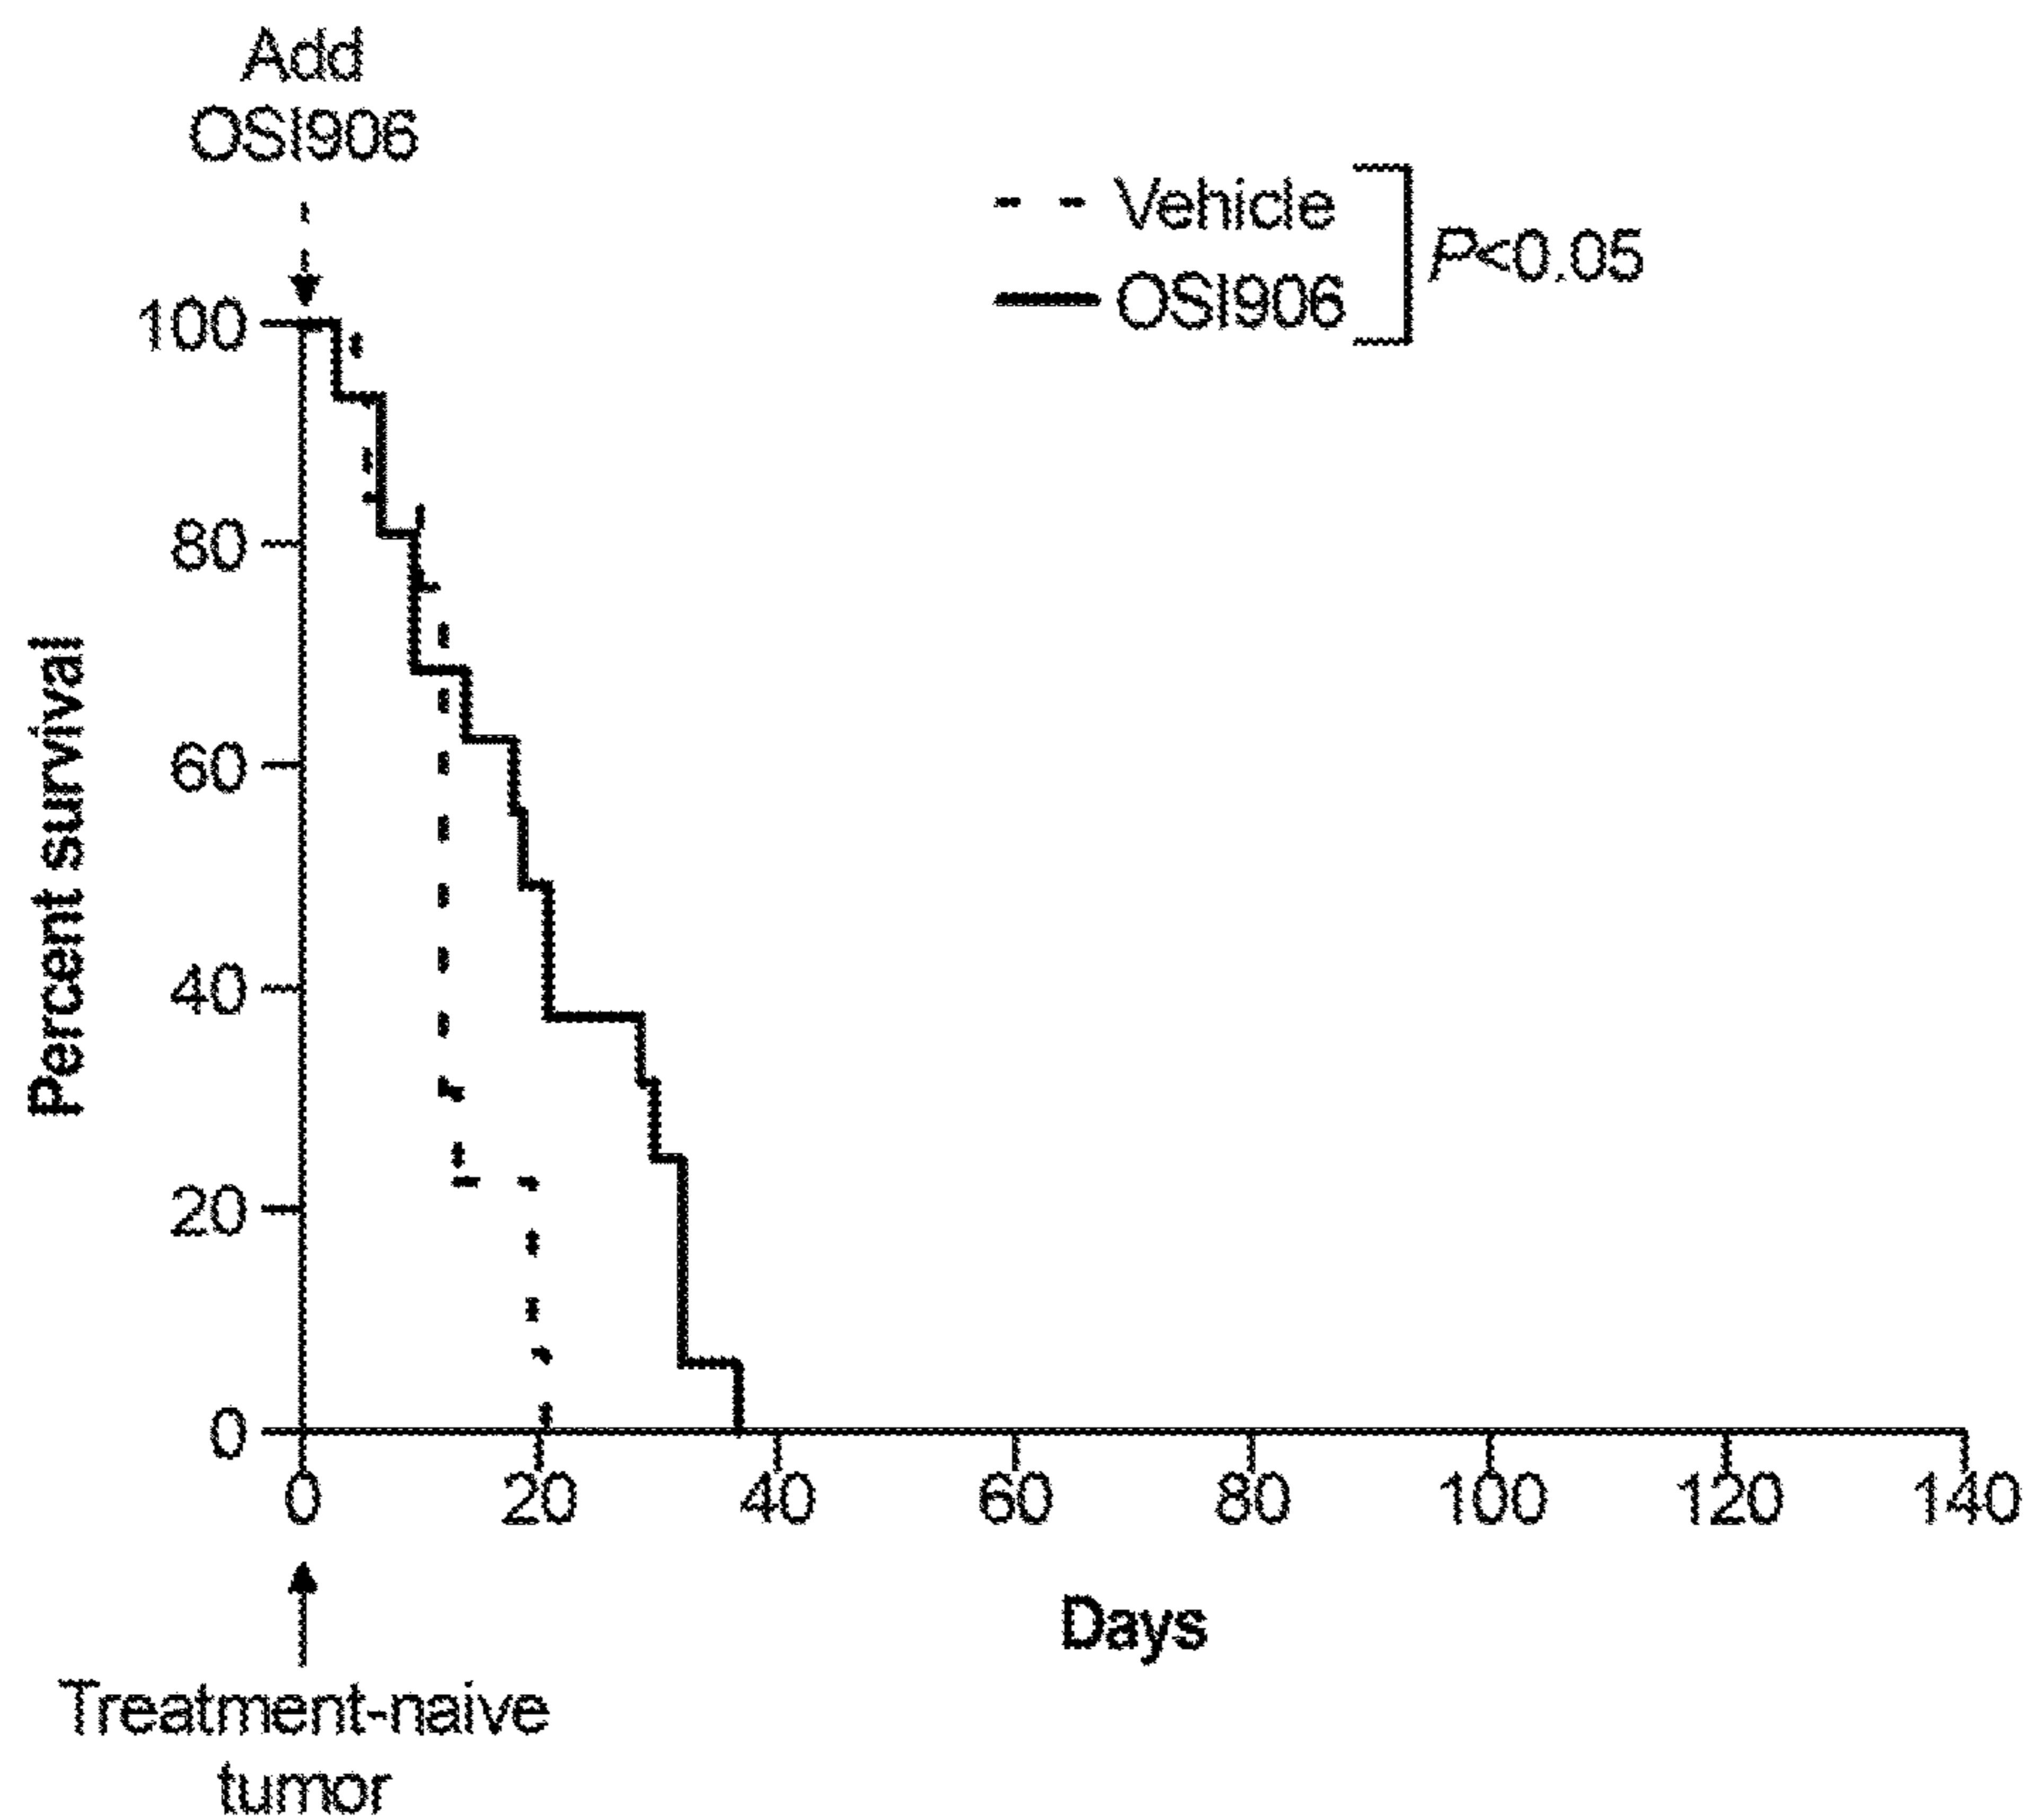 Add
OSI906
Vehicle
OSI906
P<0.05
100
80
60
40
20
0
Percent survival
0 20 40 60 80 100 120 140
Days
Treatment-naive
tumor